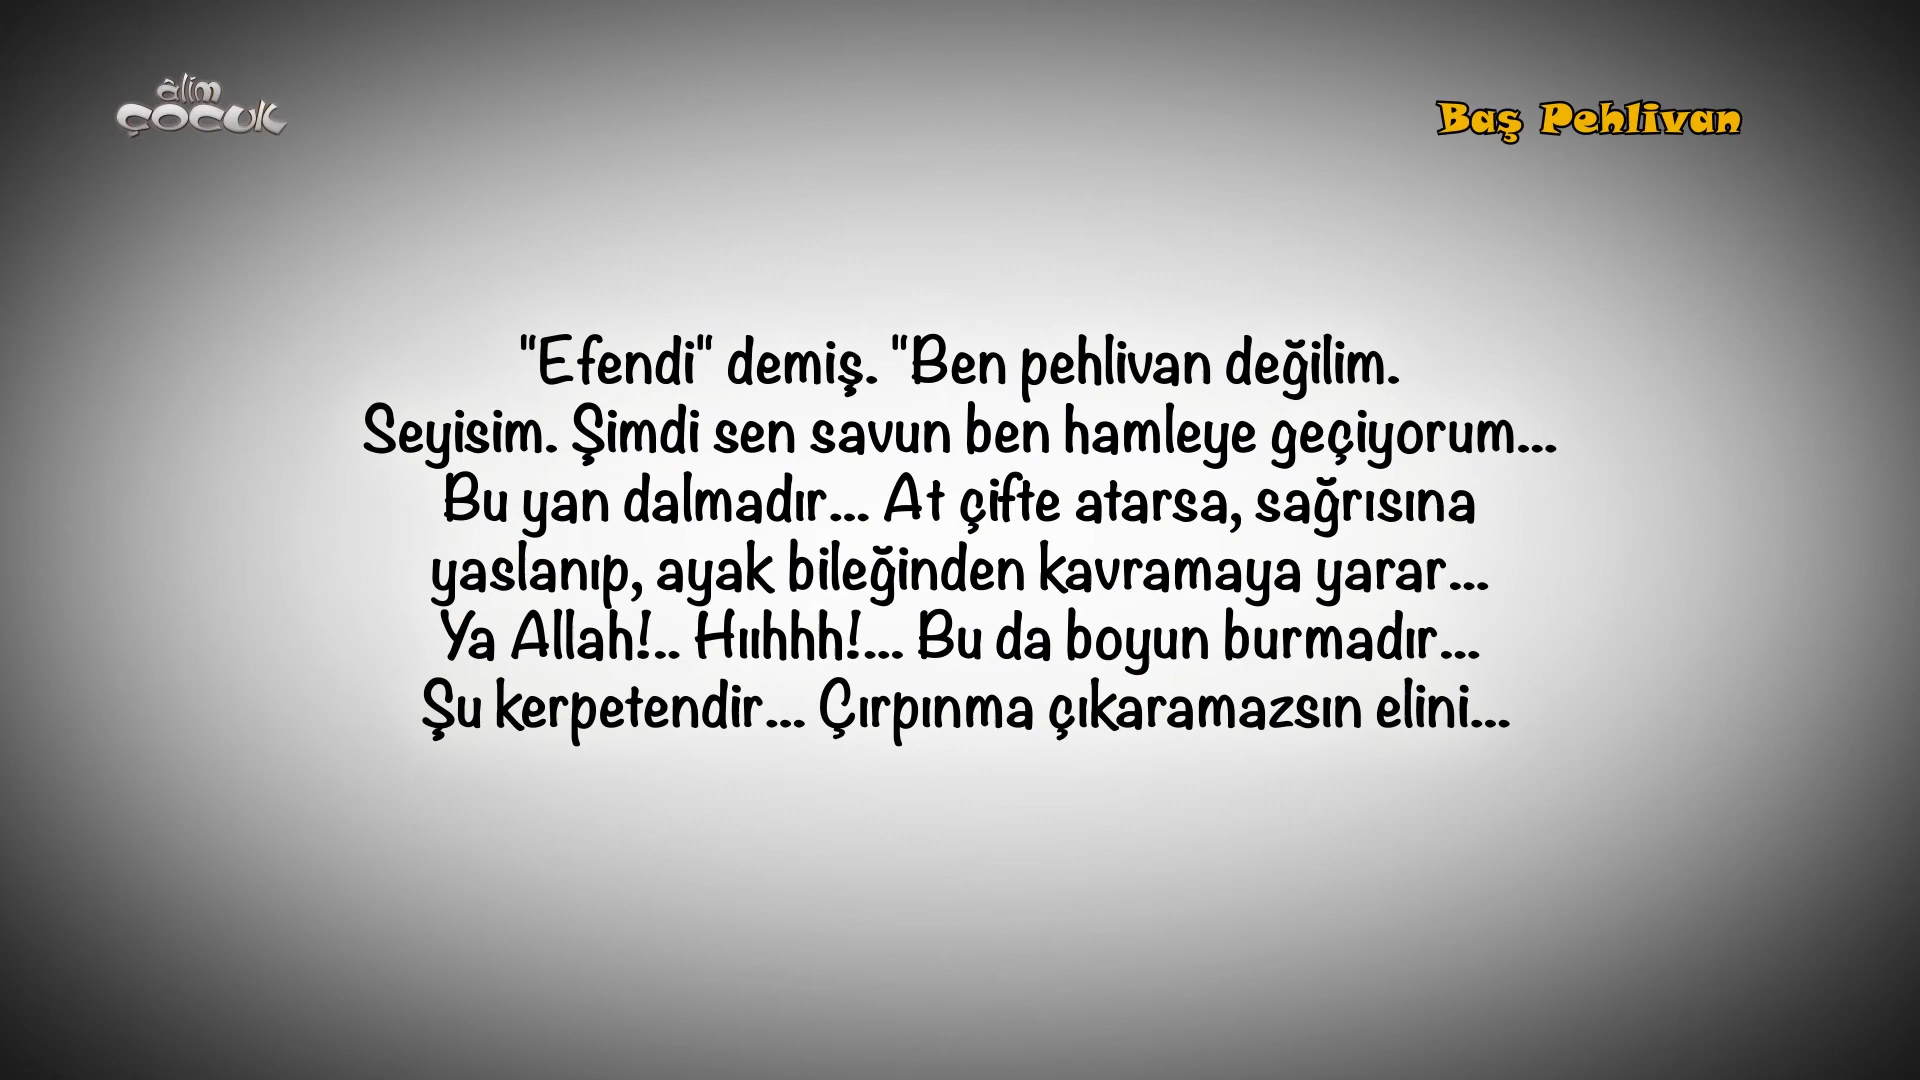 âlim
çocuk
Baş Pehlivan
"Efendi" demiş. "Ben pehlivan değilim.
Seyisim. Şimdi sen savun ben hamleye geçiyorum...
Bu yan dalmadır... At çifte atarsa, sağrısına
yaslanıp, ayak bileğinden kavramaya yarar...
Ya Allah!.. Hııhhh!... Bu da boyun burmadır...
Şu kerpetendir... Çırpınma çıkaramazsın elini...